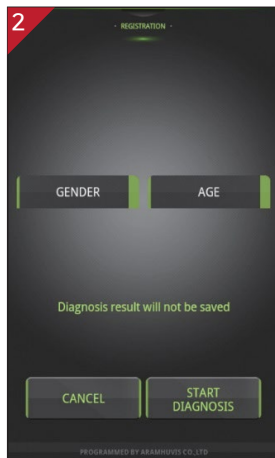 2
- REGISTRATION -
GENDER
AGE
Diagnosis result will not be saved
CANCEL
START
DIAGNOSIS
PROGRAMMED BY ARAMHUVIS CO.,LTD